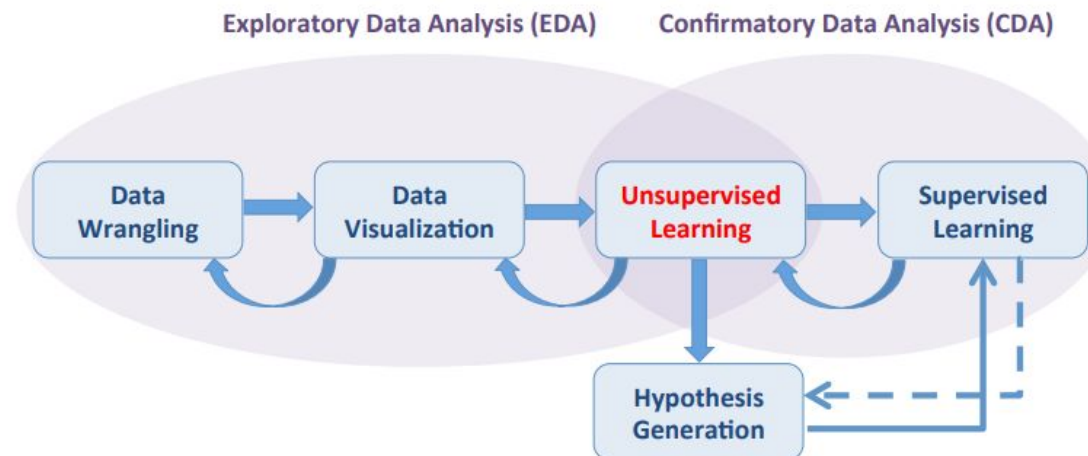 Exploratory Data Analysis (EDA)
Confirmatory Data Analysis (CDA)
Data
Wrangling
Data
Visualization
Unsupervised
Learning
Supervised
Learning
Hypothesis
Generation